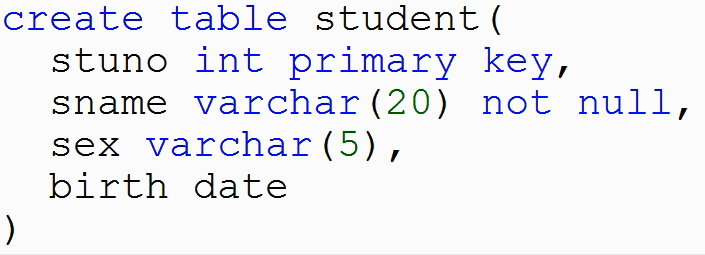 create table student(
stuno int primary key,
sname varchar(20) not null,
sex varchar(5),
birth date
)